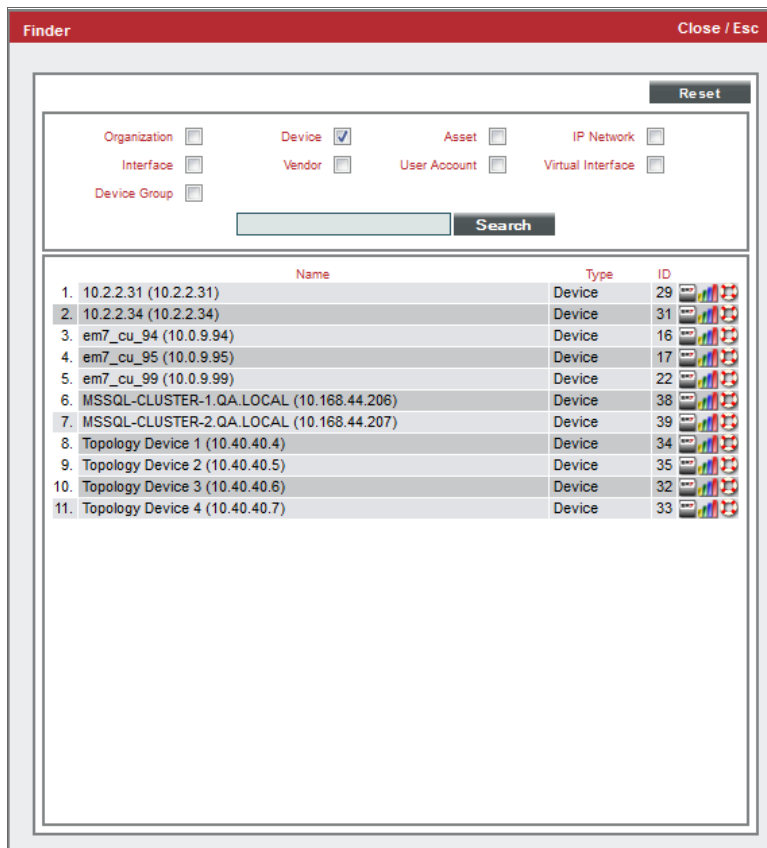 Finder Close / Esc
Reset
Organization Device Asset IP Network
Interface Vendor User Account Virtual Interface
Device Group
Search
Name Type ID
1. 10.2.2.31 (10.2.2.31) Device 29
2. 10.2.2.34 (10.2.2.34) Device 31
3. em7_cu_94 (10.0.9.94) Device 16
4. em7_cu_95 (10.0.9.95) Device 17
5. em7_cu_99 (10.0.9.99) Device 22
6. MSSQL-CLUSTER-1.QA.LOCAL (10.168.44.206) Device 38
7. MSSQL-CLUSTER-2.QA.LOCAL (10.168.44.207) Device 39
8. Topology Device 1 (10.40.40.4) Device 34
9. Topology Device 2 (10.40.40.5) Device 35
10. Topology Device 3 (10.40.40.6) Device 32
11. Topology Device 4 (10.40.40.7) Device 33